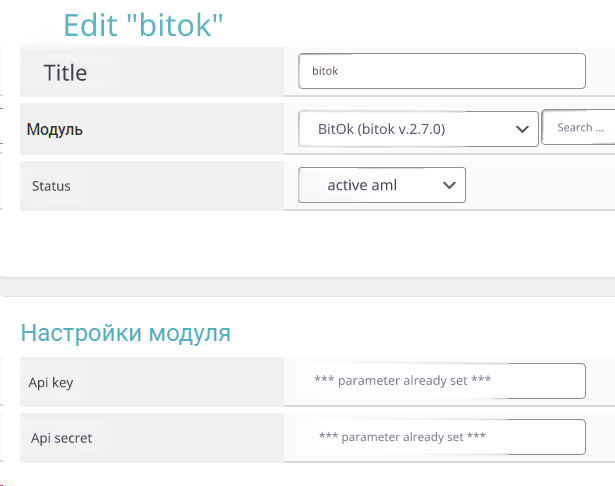 Edit "bitok"
Title
bitok
Модуль
BitOk (bitok v.2.7.0)
Search ...
Status
active aml
Настройки модуля
Api key
*** parameter already set ***
Api secret
*** parameter already set ***